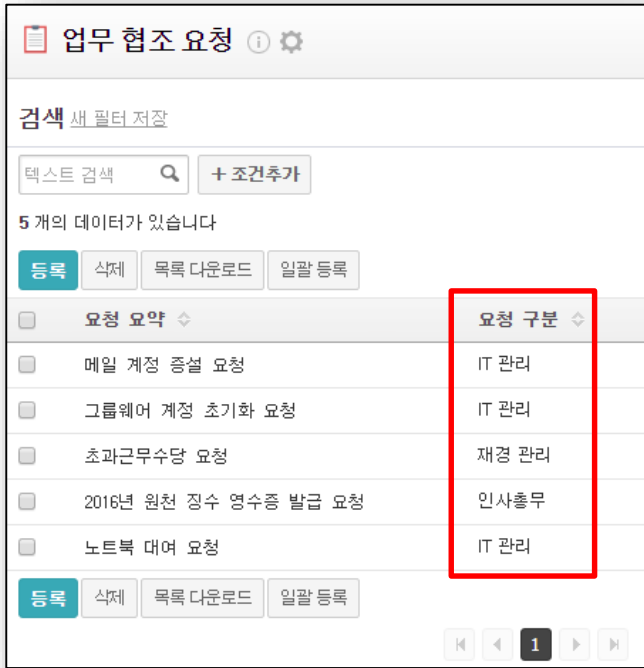 업무 협조 요청
검색 새 필터 저장
텍스트 검색 + 조건추가
5 개의 데이터가 있습니다
등록 삭제 목록 다운로드 일괄 등록
요청 요약 요청 구분
메일 계정 증설 요청 IT 관리
그룹웨어 계정 초기화 요청 IT 관리
초과근무수당 요청 재경 관리
2016년 원천 징수 영수증 발급 요청 인사총무
노트북 대여 요청 IT 관리
등록 삭제 목록 다운로드 일괄 등록
1